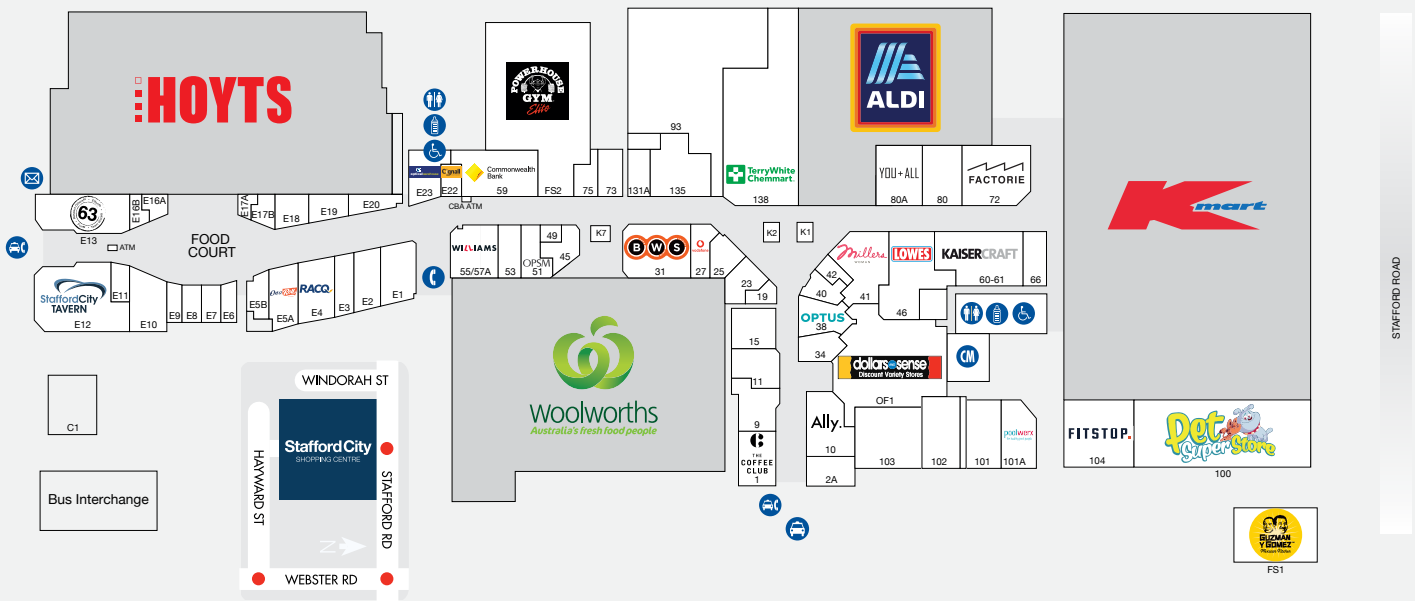 HOYTS
POWERHOUSE
GYM
Elite
ALDI
93
TerryWhite
Chemmart.
138
131A
135
YOU+ALL
80A
80
FACTORIE
72
Kmart
STAFFORD ROAD
E23
E22
C*gnall
Commonwealth
Bank
59
CBA ATM
FS2
75
73
63
E13
E16B
E16A
E17A
E17B
E18
E19
E20
ATM
FOOD
COURT
StaffordCity
TAVERN
E12
E11
E10
E9
E8
E7
E6
E5B
E5A
RACQ
E4
E3
E2
E1
WILLIAMS
55/57A
53
OPSM
51
49
45
K7
BWS
31
vodafone
27
25
23
19
K2
K1
Millers
WOMAN
LOWES
KAISERCRAFT
42
40
41
46
60-61
66
OPTUS
38
34
15
11
9
dollars and sense
Discount Variety Stores
OF1
CM
Woolworths
Australia's fresh food people
THE
COFFEE
CLUB
1
Ally.
10
2A
103
102
101
poolwerx
101A
FITSTOP.
104
Pet
Super Store
100
GUZMAN
Y GOMEZ
Mexican Kitchen
FS1
C1
Bus Interchange
WINDORAH ST
Stafford City
SHOPPING CENTRE
HAYWARD ST
STAFFORD RD
N
WEBSTER RD